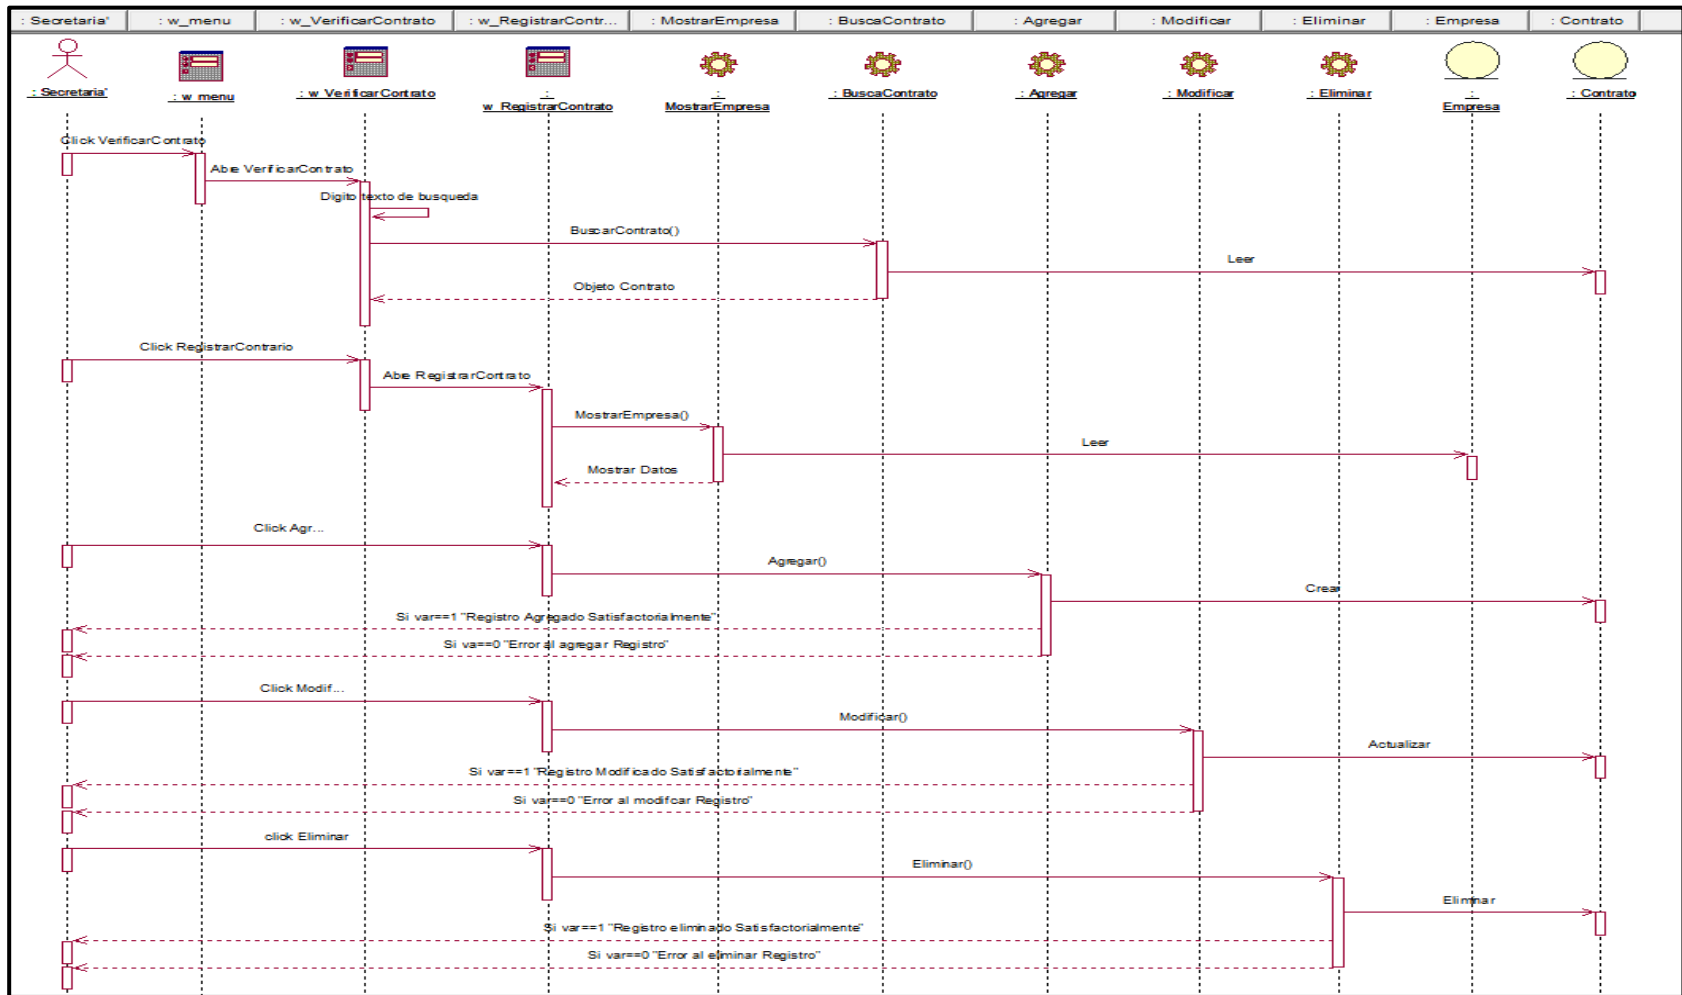 : Secretaria'
: w_menu
: w_VerificarContrato
: w_RegistrarContr...
: MostrarEmpresa
: BuscaContrato
: Agregar
: Modificar
: Eliminar
: Empresa
: Contrato
: Secretaria'
: w_menu
: w_VerificarContrato
:
w_RegistrarContrato
:
MostrarEmpresa
: BuscaContrato
: Agregar
: Modificar
: Eliminar
:
Empresa
: Contrato
Click VerificarContrato
Abre VerificarContrato
Digito texto de busqueda
BuscarContrato()
Leer
Objeto Contrato
Click RegistrarContrario
Abre RegistrarContrato
MostrarEmpresa()
Leer
Mostrar Datos
Click Agr...
Agregar()
Crear
Si var==1 "Registro Agregado Satisfactorialmente"
Si va==0 "Error al agregar Registro"
Click Modif...
Modificar()
Actualizar
Si var==1 "Registro Modificado Satisfactorialmente"
Si var==0 "Error al modifcar Registro"
click Eliminar
Eliminar()
Eliminar
Si var==1 "Registro eliminado Satisfactorialmente"
Si var==0 "Error al eliminar Registro"